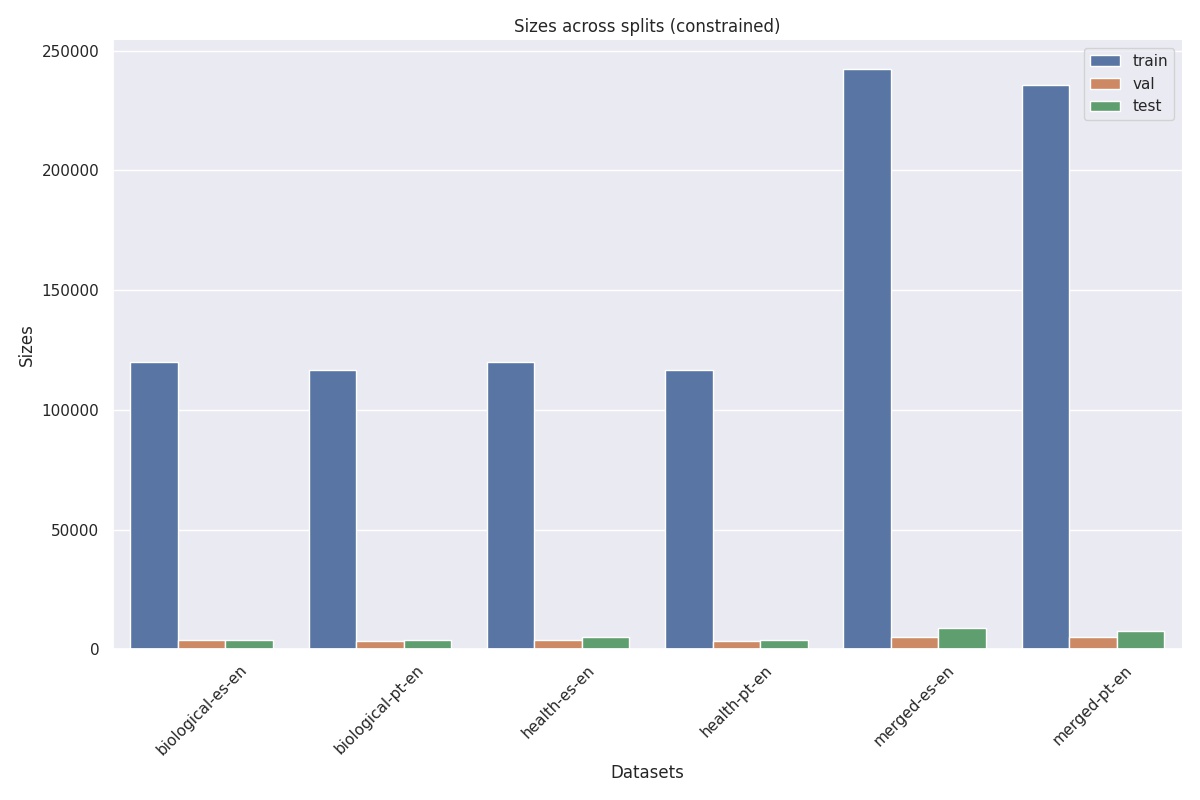 Sizes across splits (constrained)
250000
200000
150000
100000
50000
0
Sizes
train
val
test
biological-es-en
biological-pt-en
health-es-en
health-pt-en
merged-es-en
merged-pt-en
Datasets